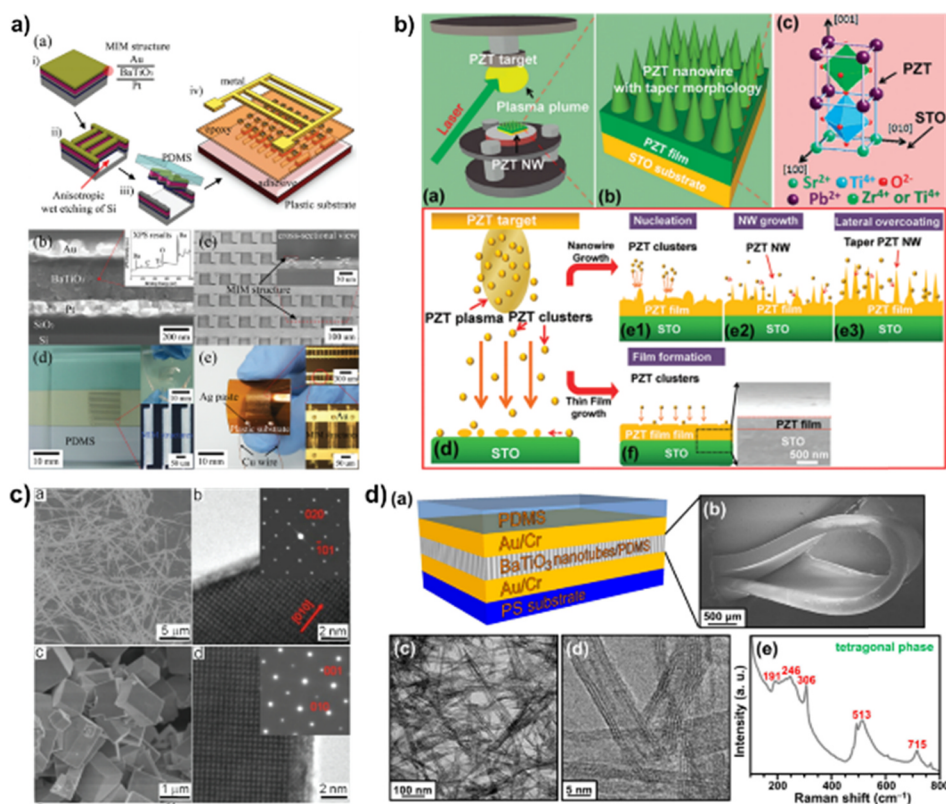 a)
(a)
MIM structure
i)
Au
BaTiO3
Pt
ii)
PDMS
Anisotropic
wet etching of Si
iii)
iv)
metal
epoxy
adhesive
Plastic substrate
(b)
Au
XPS results
BaTiO3
Pt
SiO2
Si
200 nm
(c)
cross-sectional view
50 μm
MIM structure
100 μm
(d)
PDMS
10 mm
10 mm
50 μm
(e)
Ag paste
Plastic substrate
Cu wire
10 mm
300 μm
Au
50 μm
b)
PZT target
Laser
Plasma plume
PZT NW
(a)
PZT nanowire
with taper morphology
PZT film
STO substrate
(b)
(c)
[001]
PZT
STO
[010]
[100]
Sr2+ Ti4+ O2-
Pb2+ Zr4+ or Ti4+
PZT target
PZT plasma PZT clusters
STO
(d)
Nanowire
Growth
Thin Film
growth
Nucleation
PZT clusters
PZT film
STO
(e1)
NW growth
PZT NW
PZT film
STO
(e2)
Lateral overcoating
Taper PZT NW
PZT film
STO
(e3)
Film formation
PZT clusters
PZT film film
STO
(f)
PZT film
STO
500 nm
c)
a
5 μm
b
020
101
[010]
2 nm
c
1 μm
d
001
010
2 nm
d)
(a)
PDMS
Au/Cr
BaTiO3 nanotubes/PDMS
Au/Cr
PS substrate
(b)
500 μm
(c)
100 nm
(d)
5 nm
(e)
tetragonal phase
Intensity (a. u.)
191
246
306
513
715
0 200 400 600 800
Raman shift (cm−1)